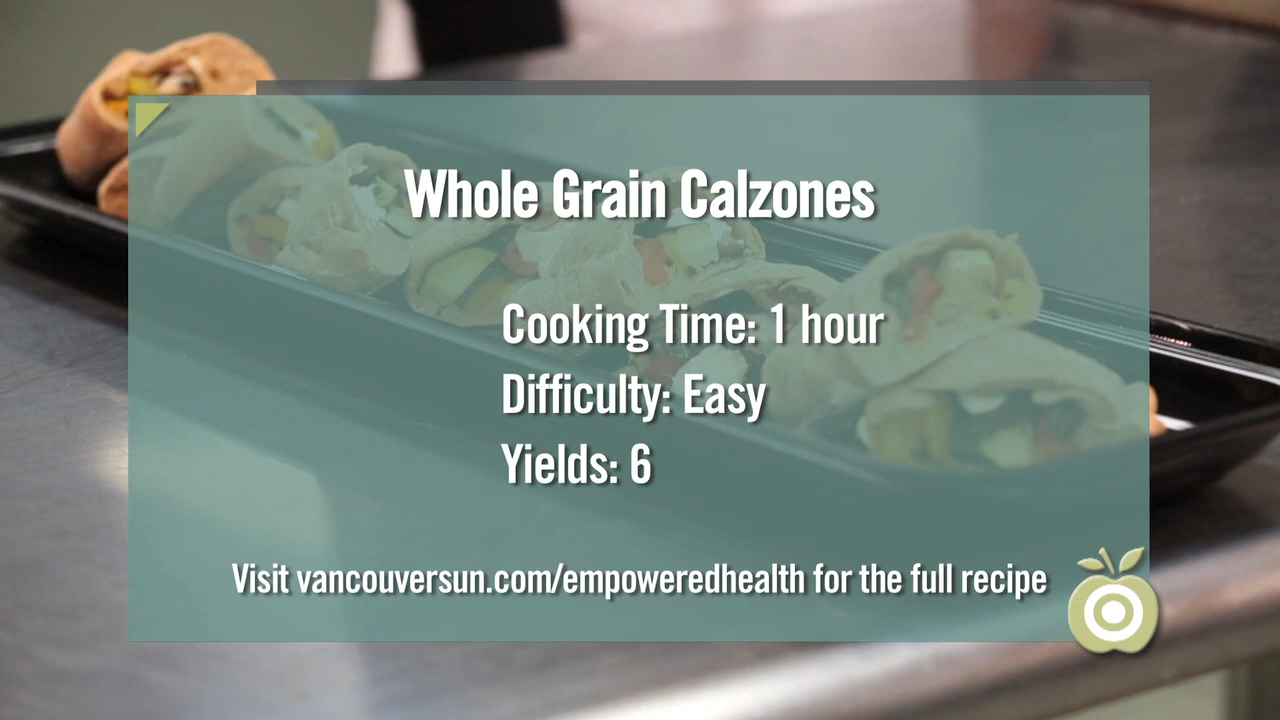 Whole Grain Calzones
Cooking Time: 1 hour
Difficulty: Easy
Yields: 6
Visit vancouversun.com/empoweredhealth for the full recipe